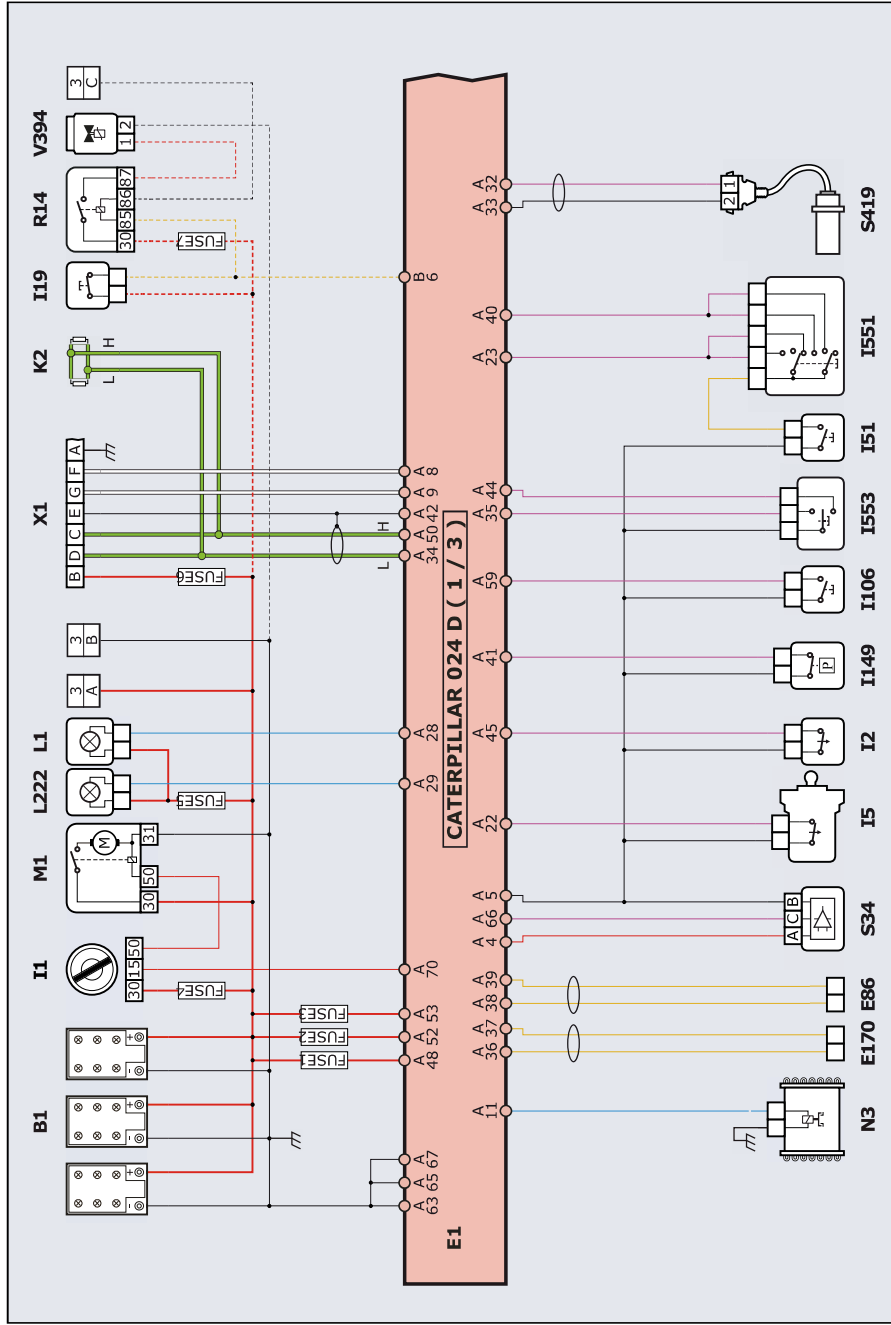 B1 I1 M1 L222 L1 X1 K2 I19 R14 V394
- + - + - +
M
3 A
3 B
B D C E G F A
30 15 50
30 50 31
30 85 86 87
1 2
3 C
L H
FUSE4 FUSE5 FUSE6 FUSE7
FUSE1 FUSE2 FUSE3
L H
A A A A A A A A A A A A A A B
63 65 67 48 52 53 70 29 28 34 50 42 9 8 6
E1
CATERPILLAR 024 D ( 1 / 3 )
A A A A A A A A A A A A A A A A A A
11 36 37 38 39 4 66 5 22 45 41 59 35 44 23 40 33 32
2 1
A C B
P
N3 E170 E86 S34 I5 I2 I149 I106 I553 I51 I551 S419